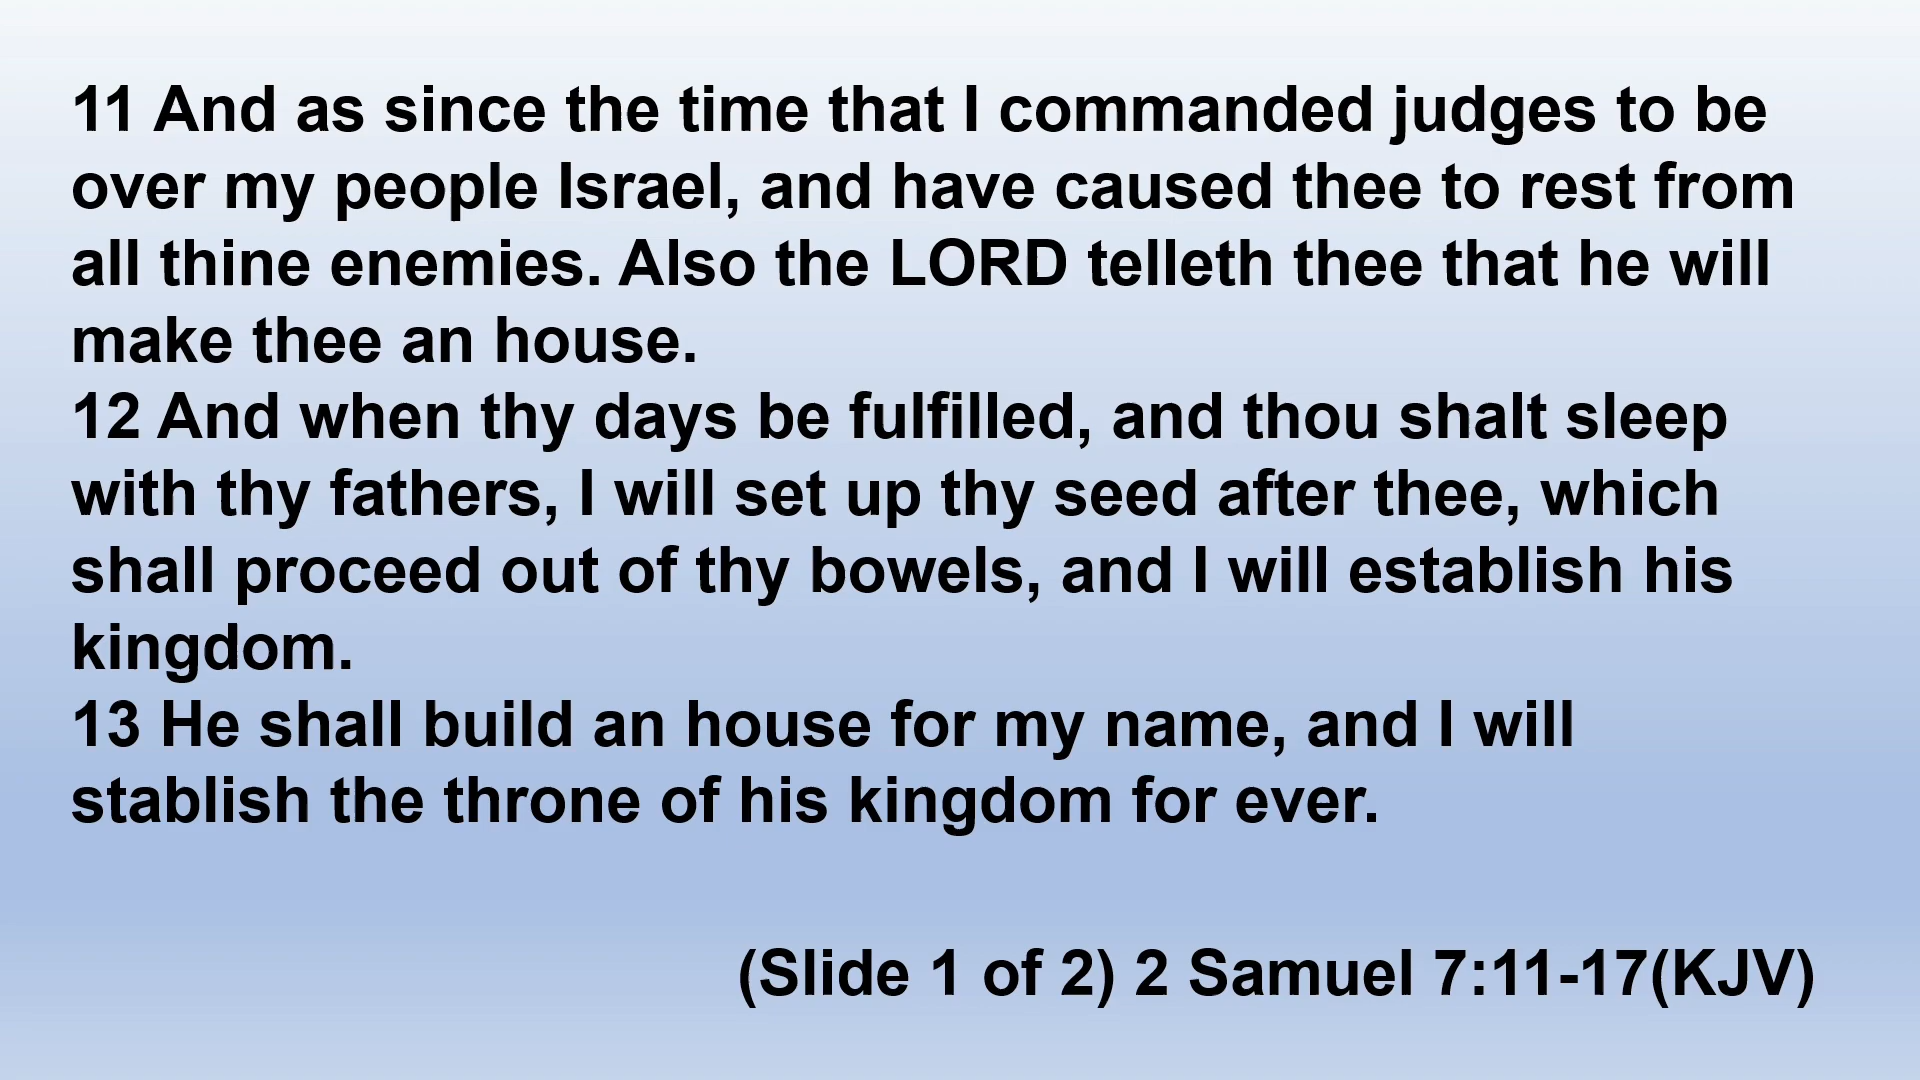 11 And as since the time that I commanded judges to be
over my people Israel, and have caused thee to rest from
all thine enemies. Also the LORD telleth thee that he will
make thee an house.
12 And when thy days be fulfilled, and thou shalt sleep
with thy fathers, I will set up thy seed after thee, which
shall proceed out of thy bowels, and I will establish his
kingdom.
13 He shall build an house for my name, and I will
stablish the throne of his kingdom for ever.
(Slide 1 of 2) 2 Samuel 7:11-17(KJV)